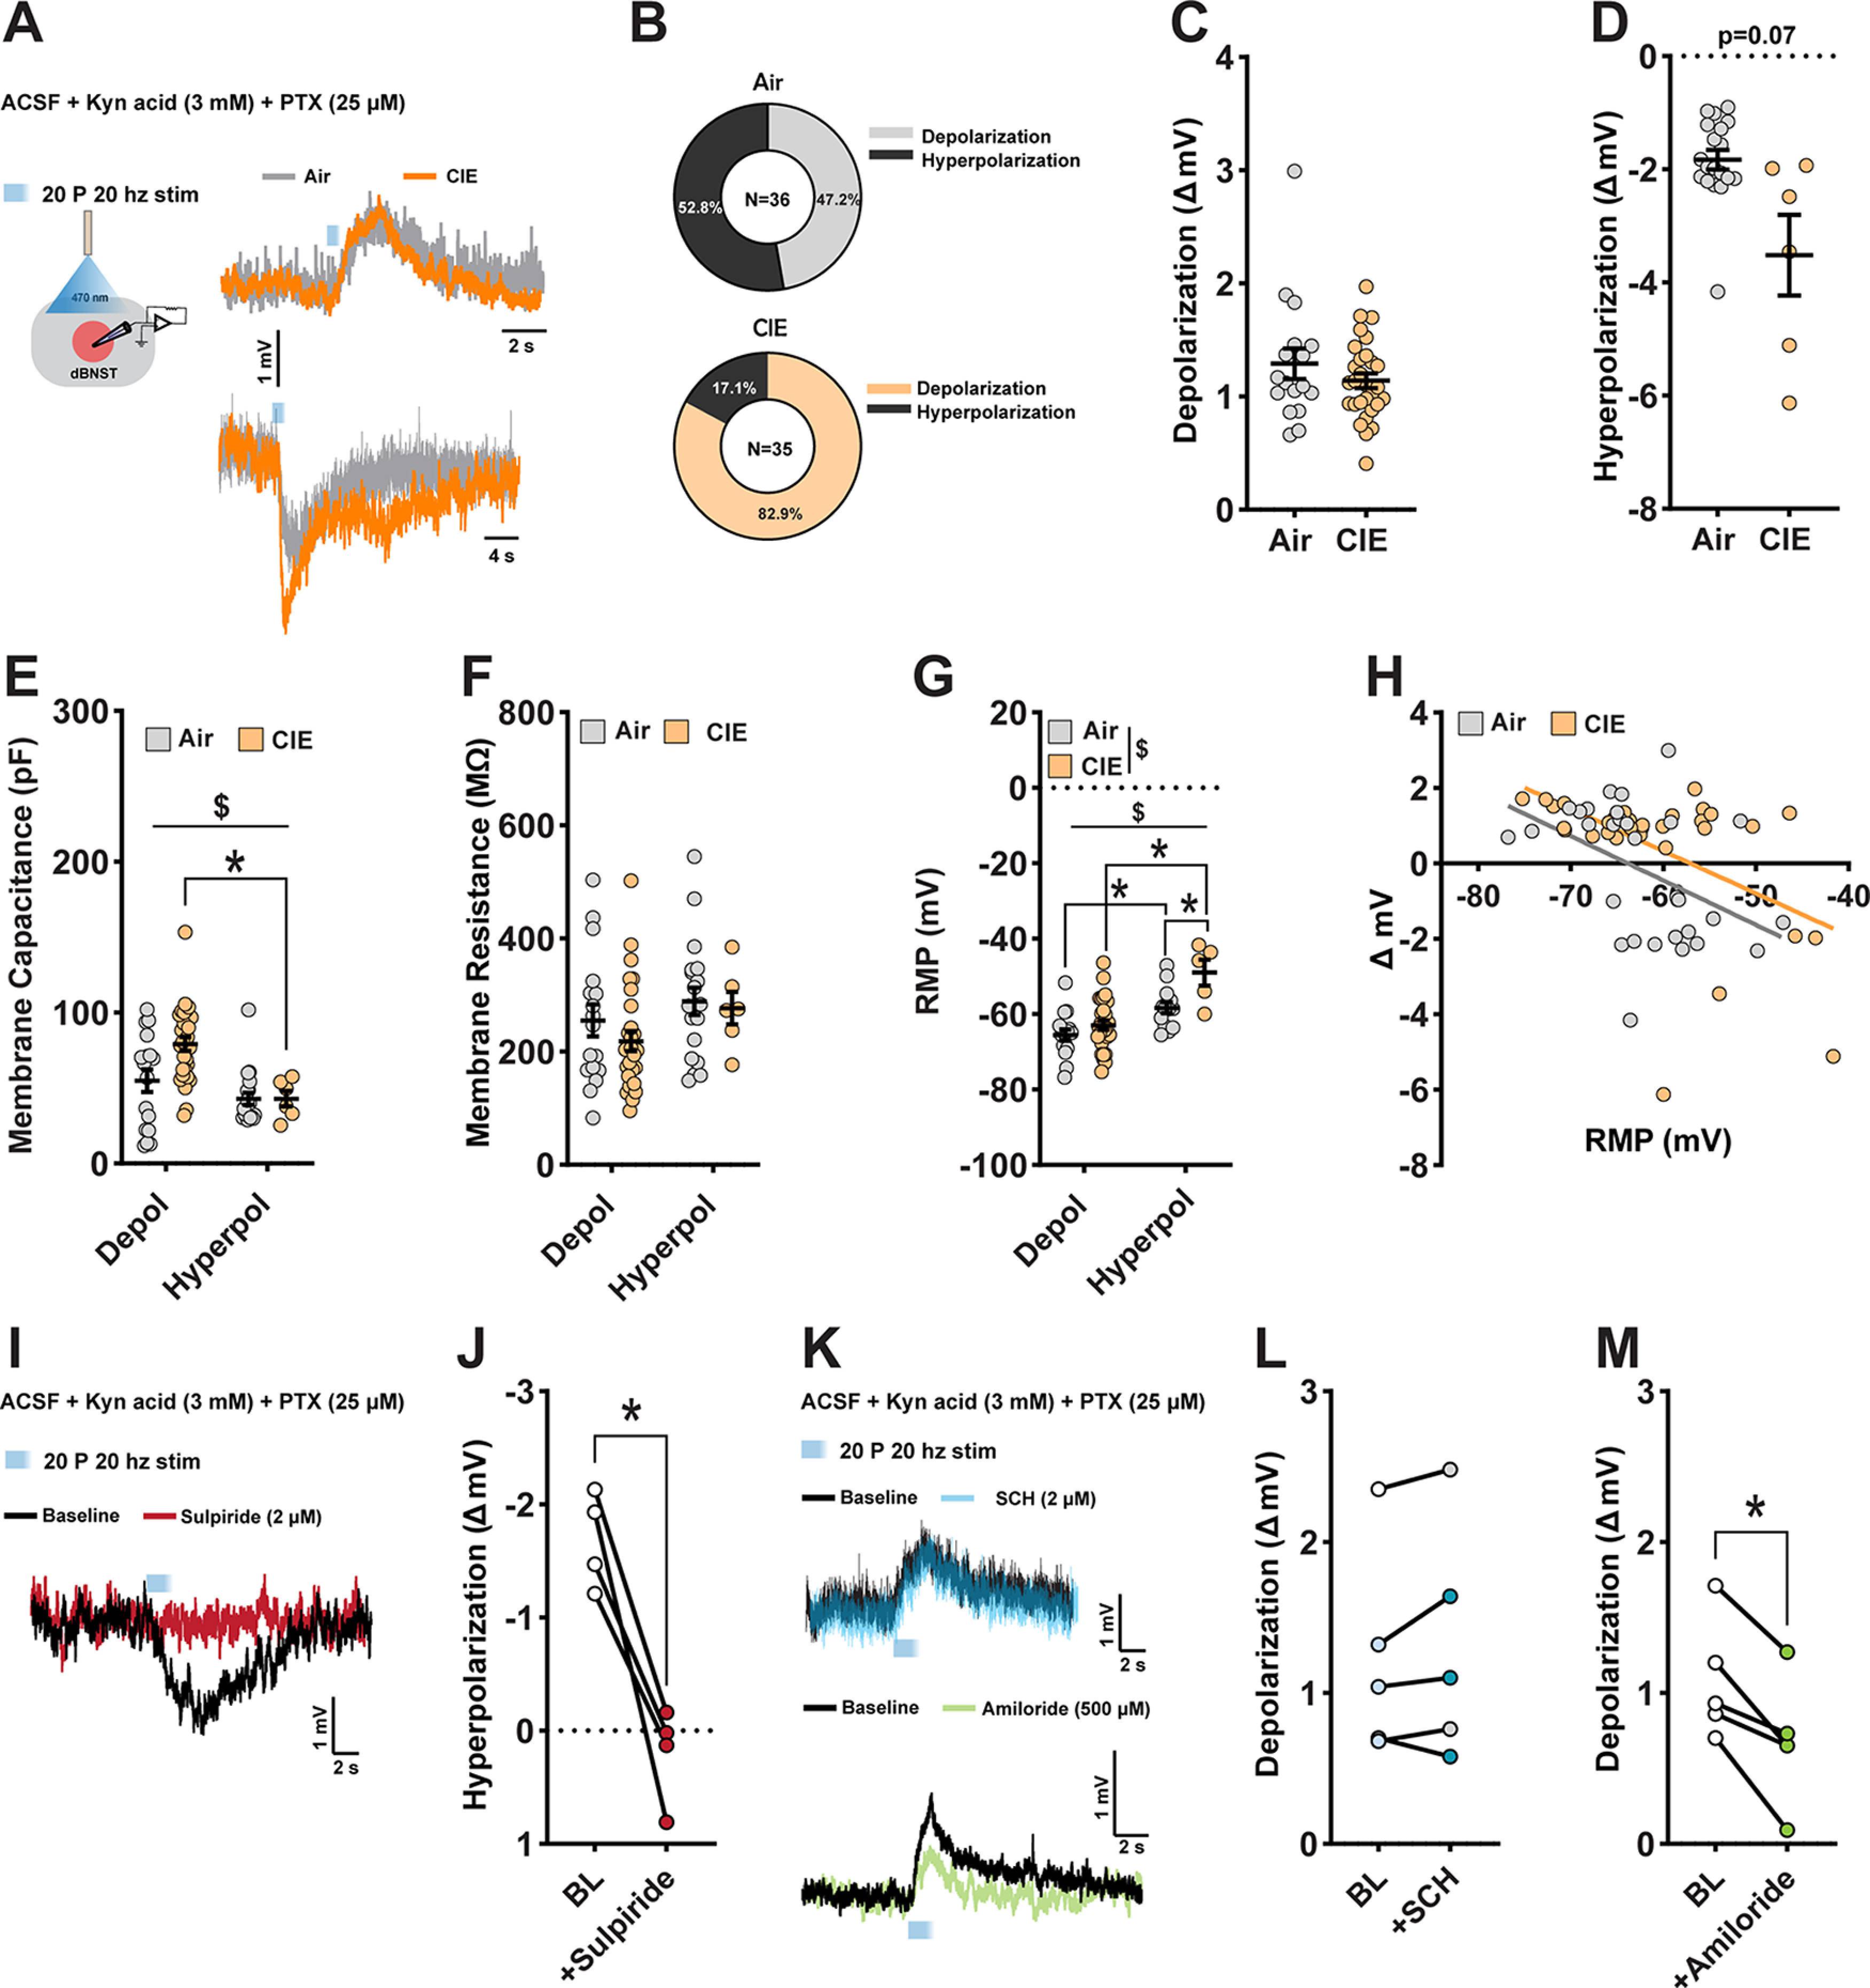 A
ACSF + Kyn acid (3 mM) + PTX (25 µM)
20 P 20 hz stim
470 nm
dBNST
Air
CIE
2 s
1 mV
4 s
B
Air
Depolarization
Hyperpolarization
52.8%
N=36
47.2%
CIE
Depolarization
Hyperpolarization
17.1%
N=35
82.9%
C
Depolarization (Δ mV)
4
3
2
1
0
Air
CIE
D
p=0.07
Hyperpolarization (Δ mV)
0
-2
-4
-6
-8
Air
CIE
E
Membrane Capacitance (pF)
300
200
100
0
Air
CIE
$
*
Depol
Hyperpol
F
Membrane Resistance (MΩ)
800
600
400
200
0
Air
CIE
Depol
Hyperpol
G
RMP (mV)
20
0
-20
-40
-60
-80
-100
Air
CIE
$
$
*
*
*
Depol
Hyperpol
H
Δ mV
4
2
0
-2
-4
-6
-8
Air
CIE
-80
-70
-60
-50
-40
RMP (mV)
I
ACSF + Kyn acid (3 mM) + PTX (25 µM)
20 P 20 hz stim
Baseline
Sulpiride (2 µM)
1 mV
2 s
J
Hyperpolarization (Δ mV)
-3
-2
-1
0
1
*
BL
+Sulpiride
K
ACSF + Kyn acid (3 mM) + PTX (25 µM)
20 P 20 hz stim
Baseline
SCH (2 µM)
1 mV
2 s
Baseline
Amiloride (500 µM)
1 mV
2 s
L
Depolarization (Δ mV)
3
2
1
0
BL
+SCH
M
Depolarization (Δ mV)
3
2
1
0
*
BL
+Amiloride